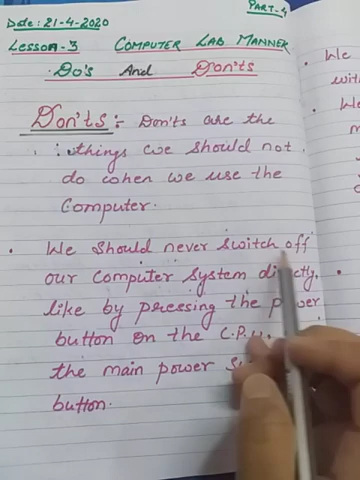 Part-4
Date: 21-4-2020
Lesson-3 Computer Lab Manner
Do's And Don'ts
Don'ts :- Don'ts are the
things we should not
do when we use the
Computer.
• We should never switch off
our Computer System directly.
like by pressing the power
button on the C.P.U.
the main power
button.
• We
with
• We